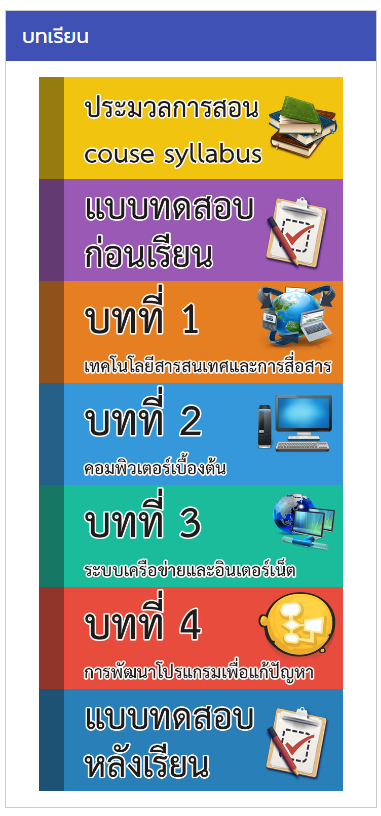 บทเรียน
ประมวลการสอน
couse syllabus
แบบทดสอบ
ก่อนเรียน
บทที่ 1
เทคโนโลยีสารสนเทศและการสื่อสาร
บทที่ 2
คอมพิวเตอร์เบื้องต้น
บทที่ 3
ระบบเครือข่ายและอินเตอร์เน็ต
บทที่ 4
การพัฒนาโปรแกรมเพื่อแก้ปัญหา
แบบทดสอบ
หลังเรียน